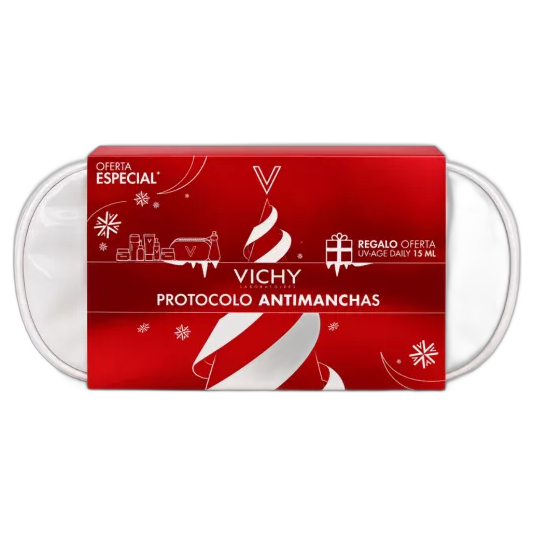 OFERTA
ESPECIAL*
V
REGALO OFERTA
UV-AGE DAILY 15 ML
VICHY
LABORATOIRES
PROTOCOLO ANTIMANCHAS